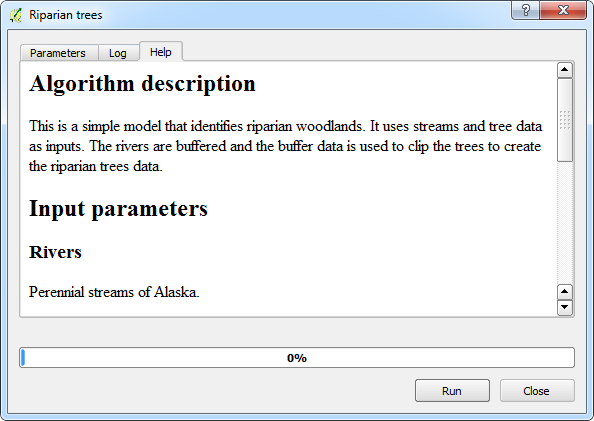 Riparian trees
Parameters Log Help
Algorithm description
This is a simple model that identifies riparian woodlands. It uses streams and tree data
as inputs. The rivers are buffered and the buffer data is used to clip the trees to create
the riparian trees data.
Input parameters
Rivers
Perennial streams of Alaska.
0%
Run Close